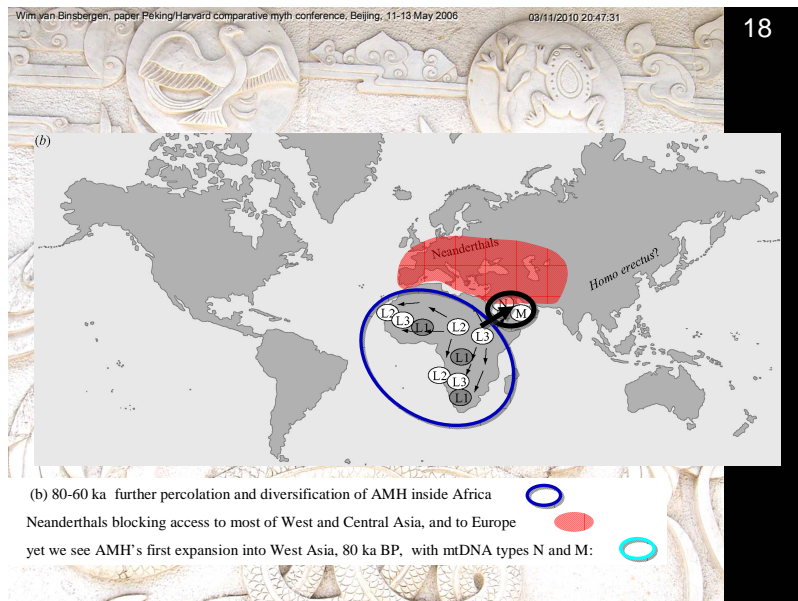 Wim van Binsbergen, paper Peking/Harvard comparative myth conference, Beijing, 11-13 May 2006
03/11/2010 20:47:31
18
(b)
Neanderthals
Homo erectus?
N
M
L2
L3
L1
L2
L3
L1
L2
L3
L1
(b) 80-60 ka further percolation and diversification of AMH inside Africa
Neanderthals blocking access to most of West and Central Asia, and to Europe
yet we see AMH's first expansion into West Asia, 80 ka BP, with mtDNA types N and M: